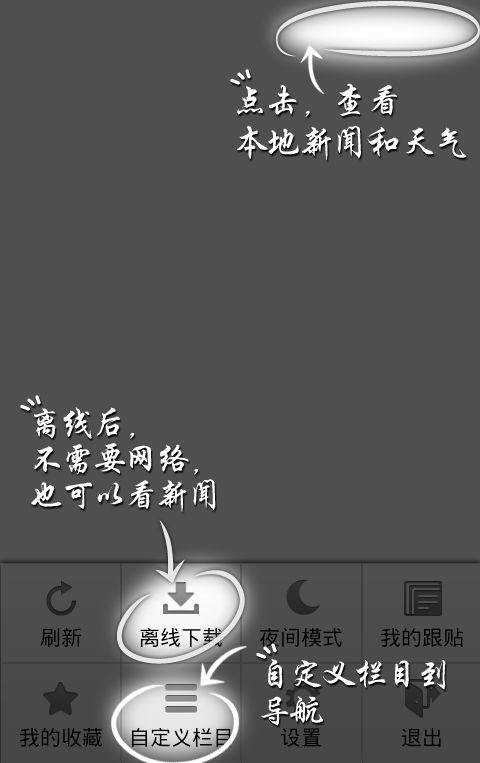 点击，查看
本地新闻和天气
离线后，
不需要网络，
也可以看新闻
刷新
离线下载
夜间模式
我的跟贴
自定义栏目到
导航
我的收藏
自定义栏目
设置
退出